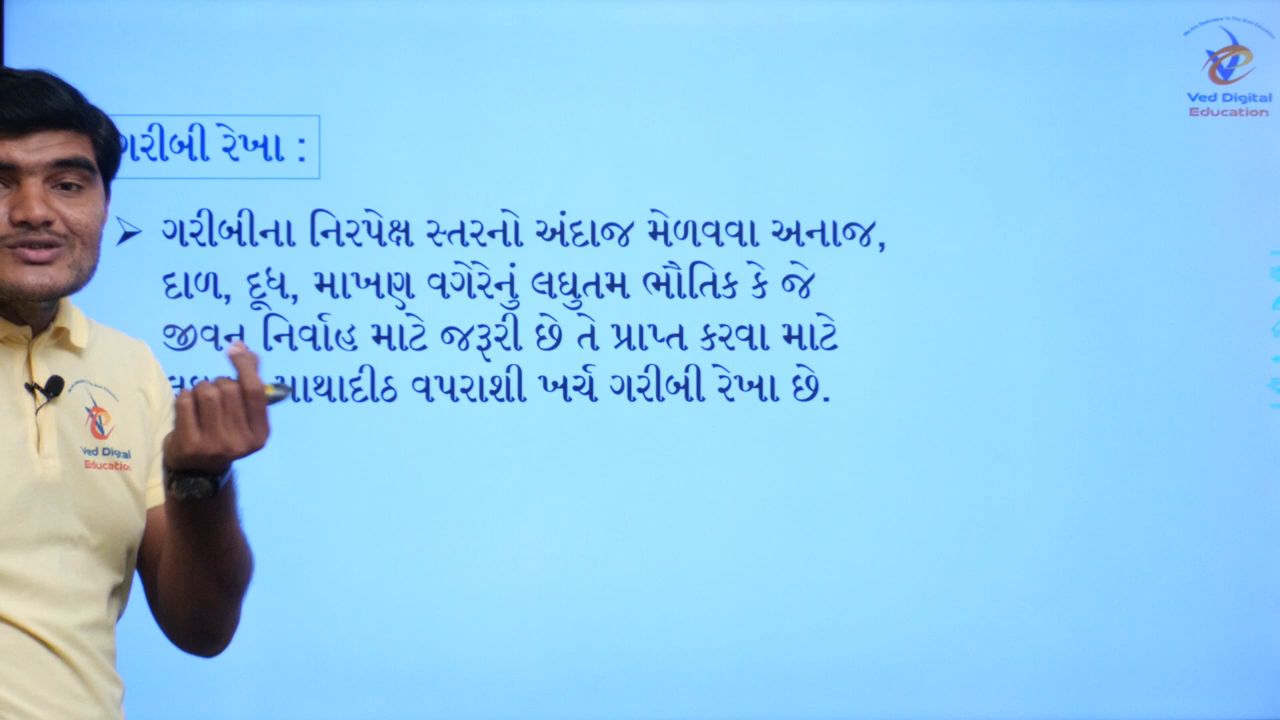 Ved Digital
Education
ગરીબી રેખા :
➢ ગરીબીના નિરપેક્ષ સ્તરનો અંદાજ મેળવવા અનાજ,
દાળ, દૂધ, માખણ વગેરેનું લઘુતમ ભૌતિક કે જે
જીવન નિર્વાહ માટે જરૂરી છે તે પ્રાપ્ત કરવા માટે
માથાદીઠ વપરાશી ખર્ચ ગરીબી રેખા છે.
Ved Digital
Education